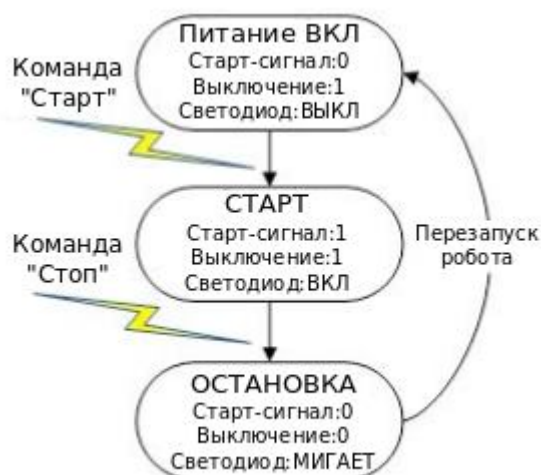 Питание ВКЛ
Старт-сигнал:0
Выключение:1
Светодиод:ВЫКЛ
Команда
"Старт"
СТАРТ
Старт-сигнал:1
Выключение:1
Светодиод:ВКЛ
Перезапуск
робота
Команда
"Стоп"
ОСТАНОВКА
Старт-сигнал:0
Выключение:0
Светодиод:МИГАЕТ